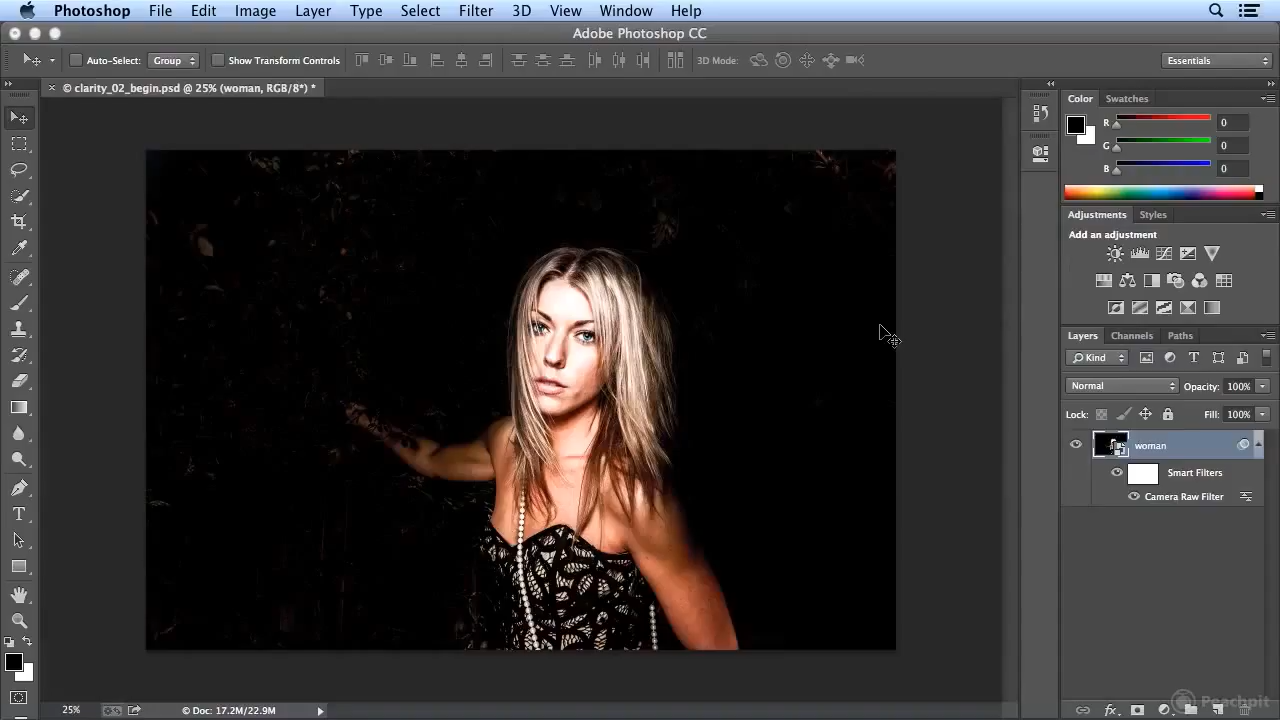 Photoshop File Edit Image Layer Type Select Filter 3D View Window Help
Adobe Photoshop CC
Auto-Select: Group Show Transform Controls 3D Mode: Essentials
× © clarity_02_begin.psd @ 25% (woman, RGB/8*) *
Color Swatches
R 0
G 0
B 0
Adjustments Styles
Add an adjustment
Layers Channels Paths
Kind
Normal Opacity: 100%
Lock: Fill: 100%
woman
Smart Filters
Camera Raw Filter
25% © Doc: 17.2M/22.9M
Peachpit